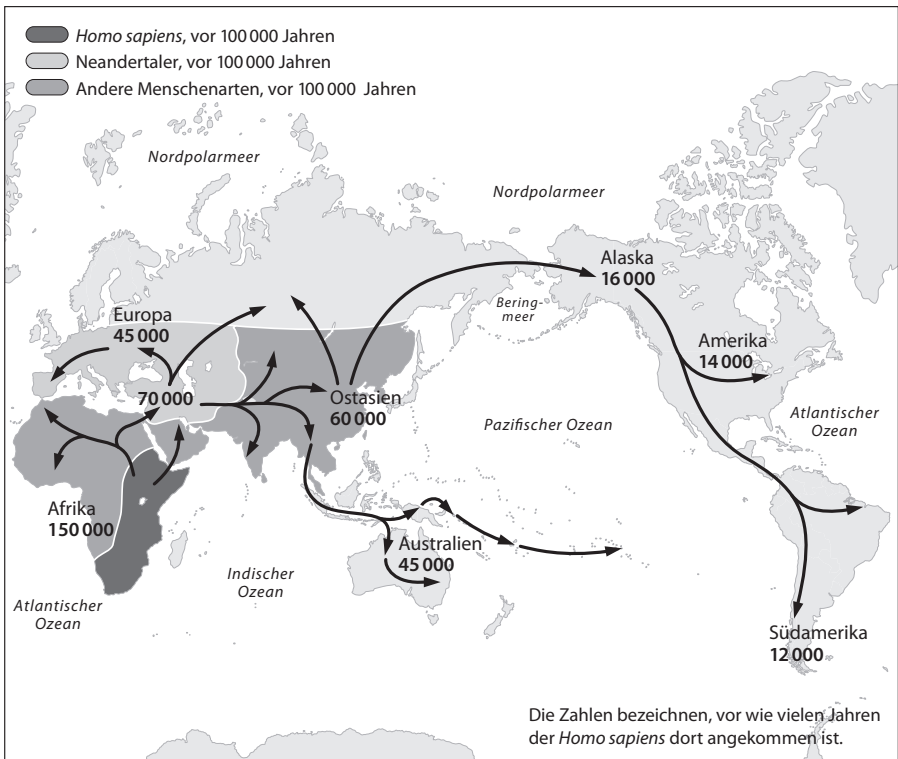 Homo sapiens, vor 100 000 Jahren
Neandertaler, vor 100 000 Jahren
Andere Menschenarten, vor 100 000 Jahren
Nordpolarmeer
Nordpolarmeer
Alaska
16 000
Bering-
meer
Europa
45 000
Amerika
14 000
70 000
Ostasien
60 000
Pazifischer Ozean
Atlantischer
Ozean
Afrika
150 000
Australien
45 000
Indischer
Ozean
Atlantischer
Ozean
Südamerika
12 000
Die Zahlen bezeichnen, vor wie vielen Jahren
der Homo sapiens dort angekommen ist.